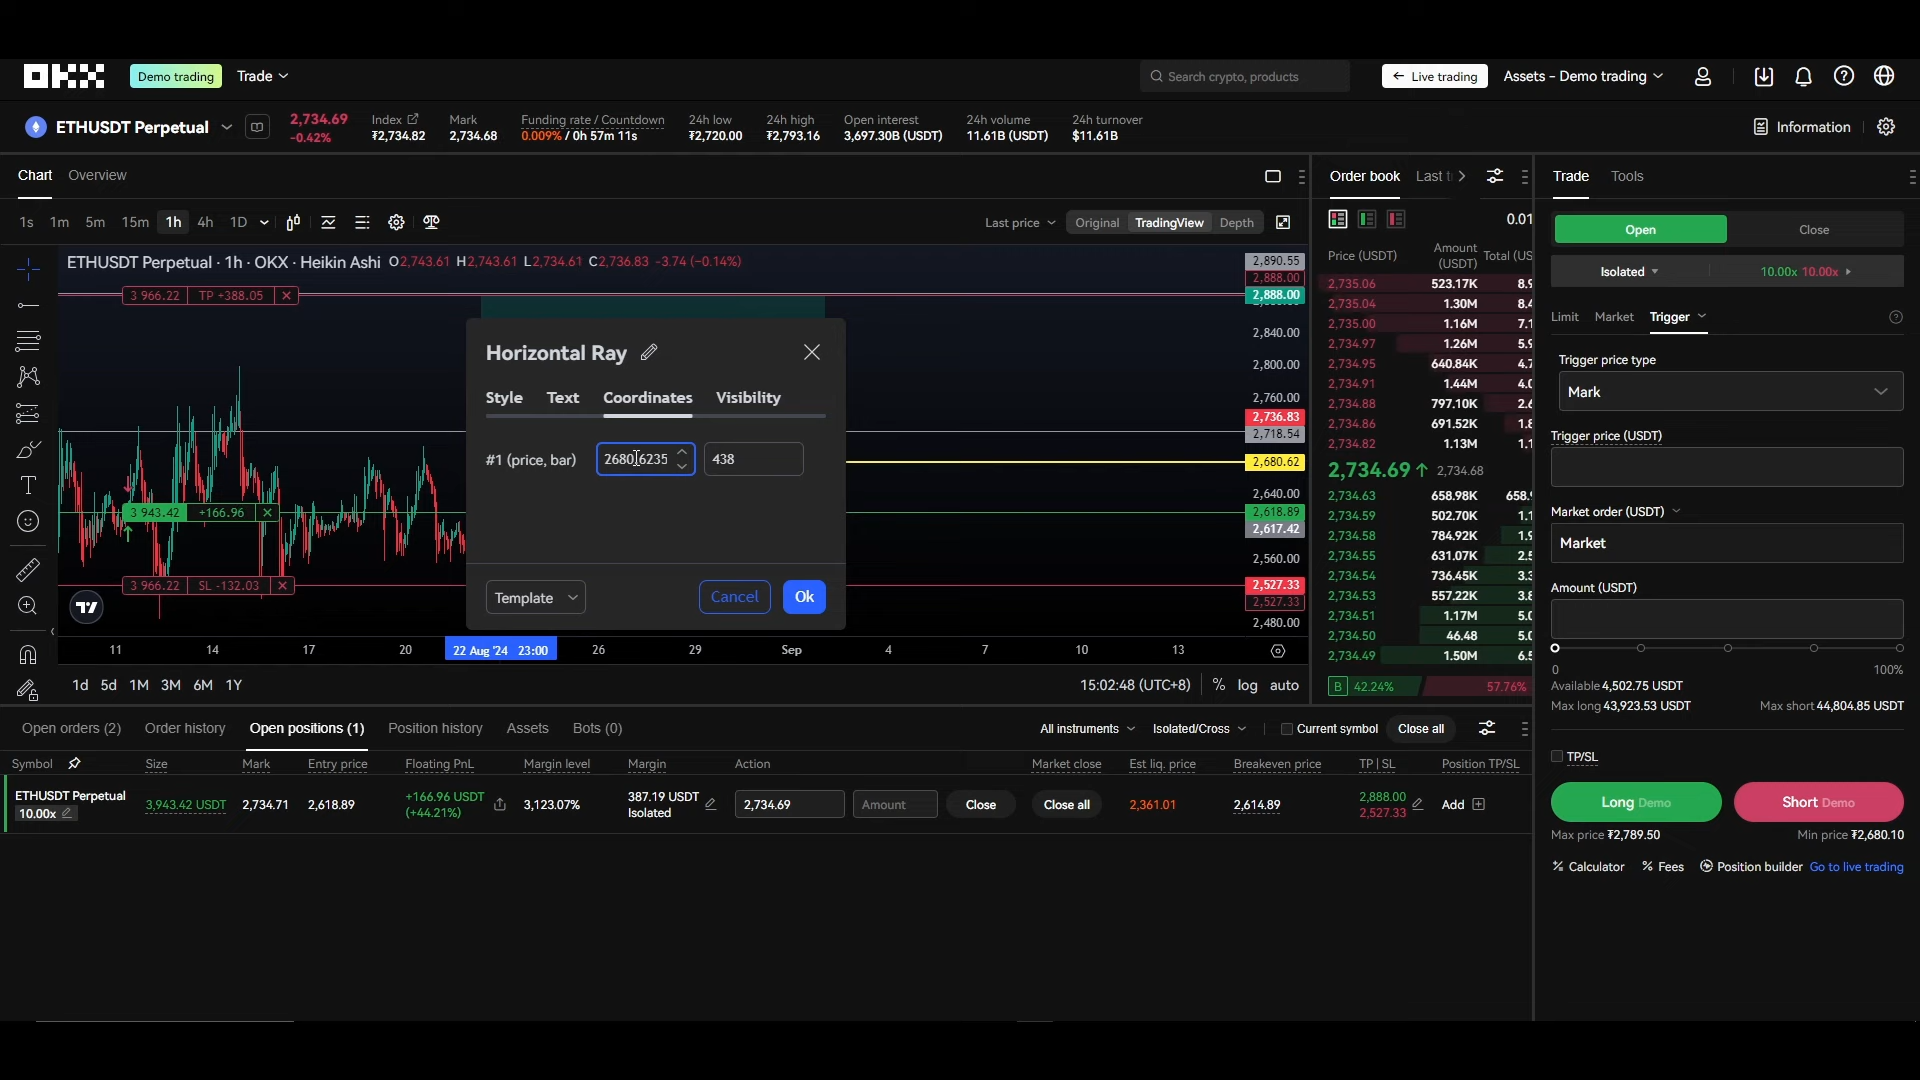 OKX Demo trading Trade Search crypto, products Live trading Assets - Demo trading
ETHUSDT Perpetual 2,734.69 -0.42% Index ₮2,734.82 Mark 2,734.68 Funding rate / Countdown 0.009% / 0h 57m 11s 24h low ₮2,720.00 24h high ₮2,793.16 Open interest 3,697.30B (USDT) 24h volume 11.61B (USDT) 24h turnover $11.61B Information
Chart Overview
1s 1m 5m 15m 1h 4h 1D Last price Original TradingView Depth
ETHUSDT Perpetual · 1h · OKX · Heikin Ashi O2,743.61 H2,743.61 L2,734.61 C2,736.83 -3.74 (-0.14%)
3 966.22 TP +388.05
3 943.42 +166.96
3 966.22 SL -132.03
Horizontal Ray
Style Text Coordinates Visibility
#1 (price, bar) 2680.6235 438
Template Cancel Ok
2,890.55
2,888.00
2,888.00
2,840.00
2,800.00
2,760.00
2,736.83
2,718.54
2,680.62
2,640.00
2,618.89
2,617.42
2,560.00
2,527.33
2,527.33
2,480.00
11 14 17 20 22 Aug '24 23:00 26 29 Sep 4 7 10 13
1d 5d 1M 3M 6M 1Y 15:02:48 (UTC+8) % log auto
Order book
0.01
Price (USDT) Amount (USDT)
2,735.06 523.17K
2,735.04 1.30M
2,735.00 1.16M
2,734.97 1.26M
2,734.95 640.84K
2,734.91 1.44M
2,734.88 797.10K
2,734.86 691.52K
2,734.82 1.13M
2,734.69 2,734.68
2,734.63 658.98K
2,734.59 502.70K
2,734.58 784.92K
2,734.55 631.07K
2,734.54 736.45K
2,734.53 557.22K
2,734.51 1.17M
2,734.50 46.48
2,734.49 1.50M
B 42.24% 57.76%
Trade Tools
Open Close
Isolated 10.00x 10.00x
Limit Market Trigger
Trigger price type
Mark
Trigger price (USDT)
Market order (USDT)
Market
Amount (USDT)
0 100%
Available 4,502.75 USDT
Max long 43,923.53 USDT Max short 44,804.85 USDT
TP/SL
Long Demo Short Demo
Max price ₮2,789.50 Min price ₮2,680.10
Calculator Fees Position builder Go to live trading
Open orders (2) Order history Open positions (1) Position history Assets Bots (0) All instruments Isolated/Cross Current symbol Close all
Symbol Size Mark Entry price Floating PnL Margin level Margin Action Market close Est liq. price Breakeven price TP | SL Position TP/SL
ETHUSDT Perpetual 10.00x 3,943.42 USDT 2,734.71 2,618.89 +166.96 USDT (+44.21%) 3,123.07% 387.19 USDT Isolated 2,734.69 Amount Close Close all 2,361.01 2,614.89 2,888.00 2,527.33 Add